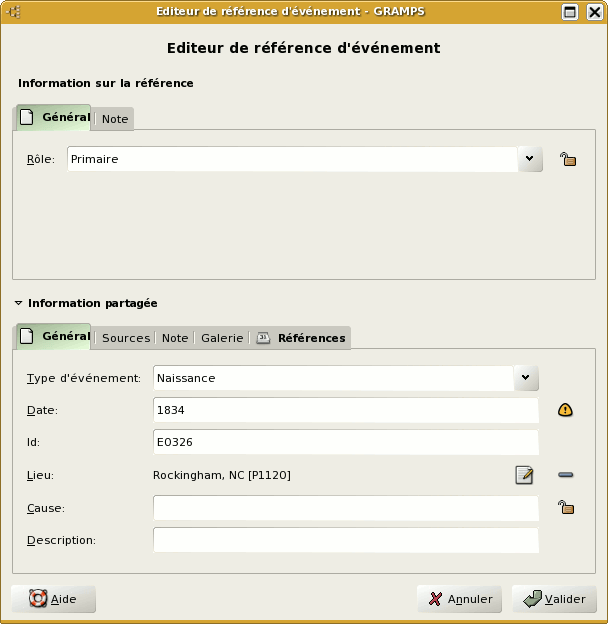 Editeur de référence d'événement - GRAMPS
Editeur de référence d'événement
Information sur la référence
Général Note
Rôle: Primaire
Information partagée
Général Sources Note Galerie Références
Type d'événement: Naissance
Date: 1834
Id: E0326
Lieu: Rockingham, NC [P1120]
Cause:
Description:
Aide Annuler Valider